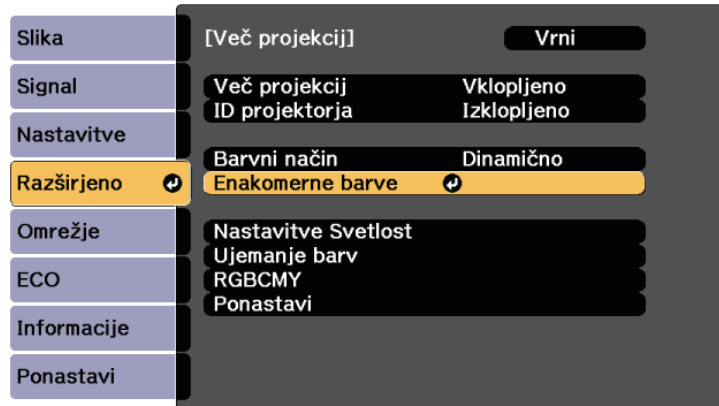 Slika
Signal
Nastavitve
Razširjeno
Omrežje
ECO
Informacije
Ponastavi
[Več projekcij] Vrni
Več projekcij Vklopljeno
ID projektorja Izklopljeno
Barvni način Dinamično
Enakomerne barve
Nastavitve Svetlost
Ujemanje barv
RGBCMY
Ponastavi